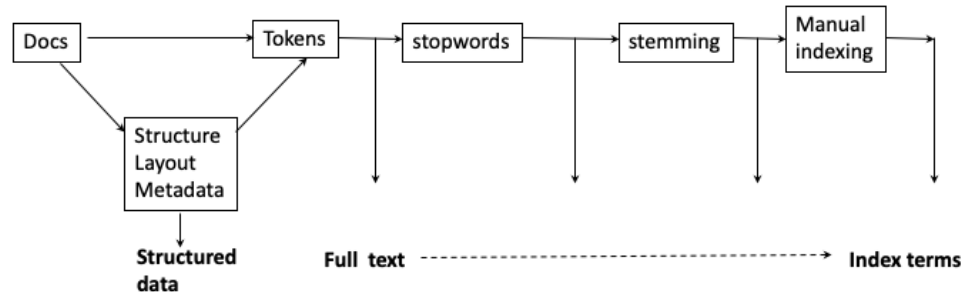 Docs
Tokens
stopwords
stemming
Manual
indexing
Structure
Layout
Metadata
Structured
data
Full text
Index terms